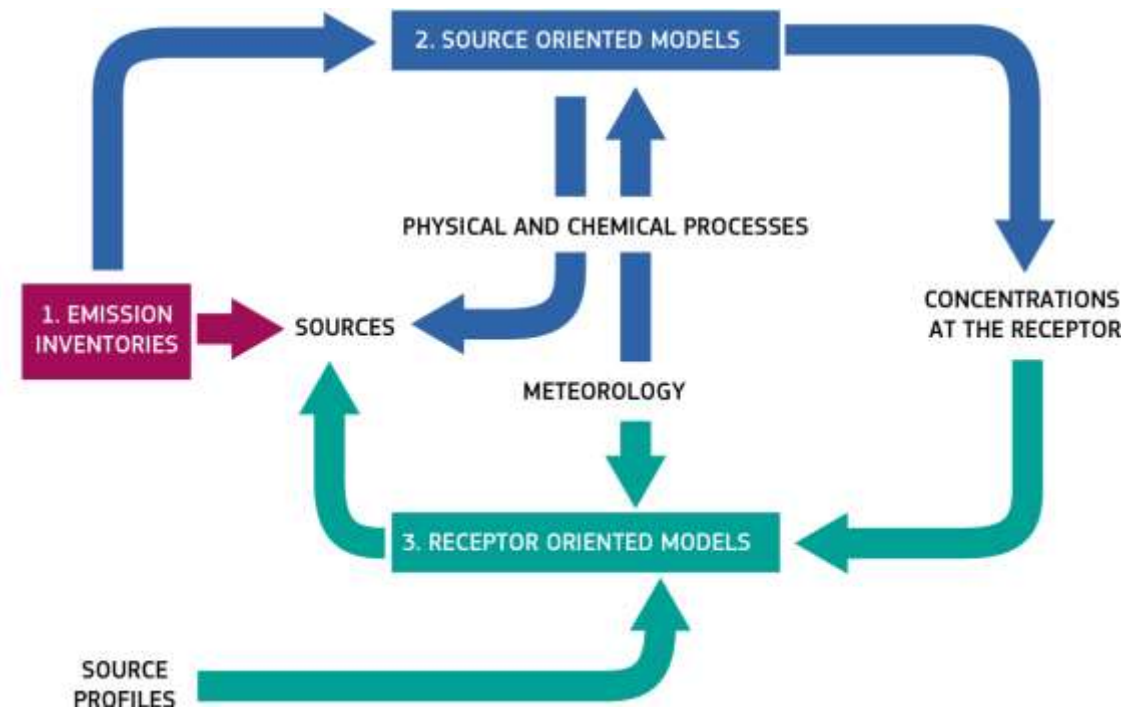 2. SOURCE ORIENTED MODELS
PHYSICAL AND CHEMICAL PROCESSES
1. EMISSION
INVENTORIES
SOURCES
CONCENTRATIONS
AT THE RECEPTOR
METEOROLOGY
3. RECEPTOR ORIENTED MODELS
SOURCE
PROFILES